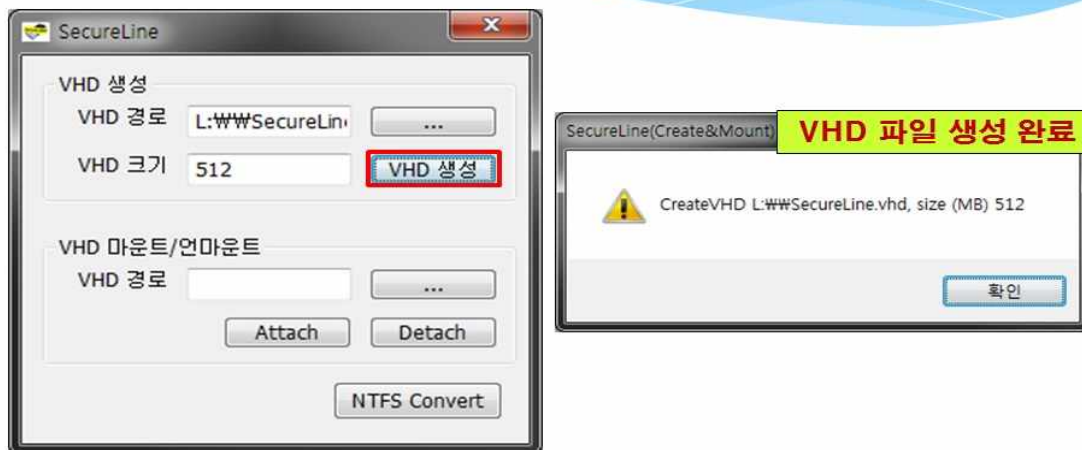 SecureLine
VHD 생성
VHD 경로 L:₩₩SecureLin ...
VHD 크기 512 VHD 생성
VHD 마운트/언마운트
VHD 경로 ...
Attach Detach
NTFS Convert
SecureLine(Create&Mount) VHD 파일 생성 완료
CreateVHD L:₩₩SecureLine.vhd, size (MB) 512
확인